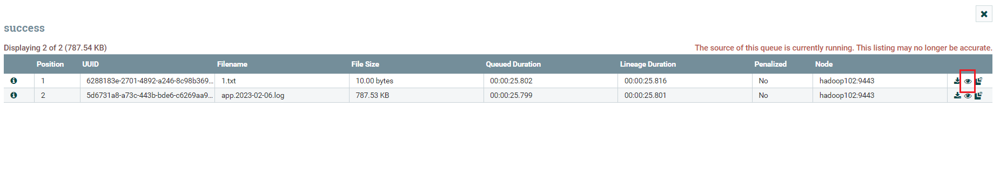 success
Displaying 2 of 2 (787.54 KB) The source of this queue is currently running. This listing may no longer be accurate.
Position UUID Filename File Size Queued Duration Lineage Duration Penalized Node
1 6288183e-2701-4892-a246-8c98b369... 1.txt 10.00 bytes 00:00:25.802 00:00:25.816 No hadoop102:9443
2 5d6731a8-a73c-443b-bde6-c6269aa9... app.2023-02-06.log 787.53 KB 00:00:25.799 00:00:25.801 No hadoop102:9443